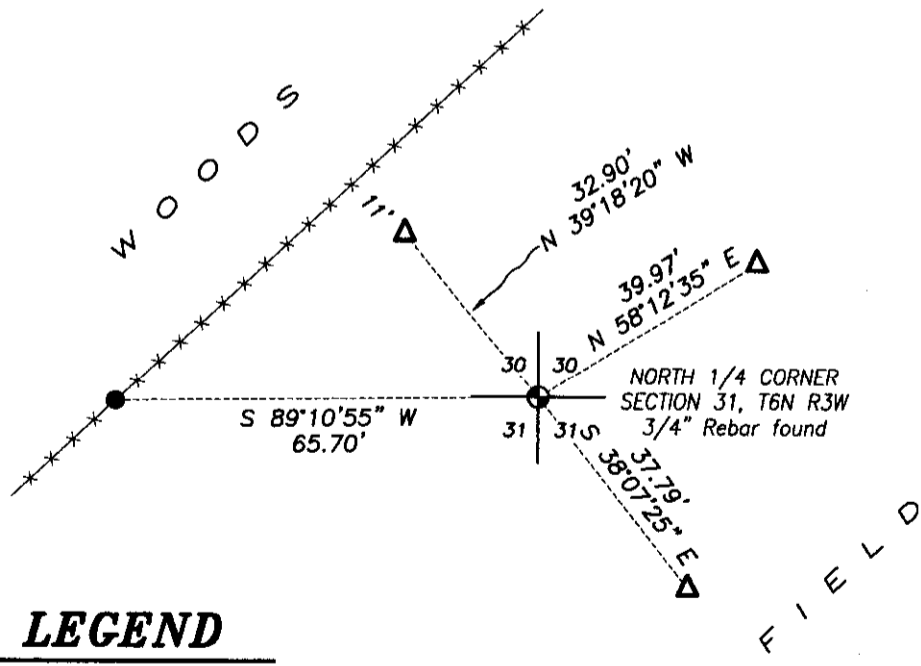 WOODS
11'
32.90'
N 39°18'20" W
39.97'
N 58°12'35" E
30 30
NORTH 1/4 CORNER
SECTION 31, T6N R3W
3/4" Rebar found
31 31
S 89°10'55" W
65.70'
37.79'
S 38°07'25" E
FIELD
LEGEND